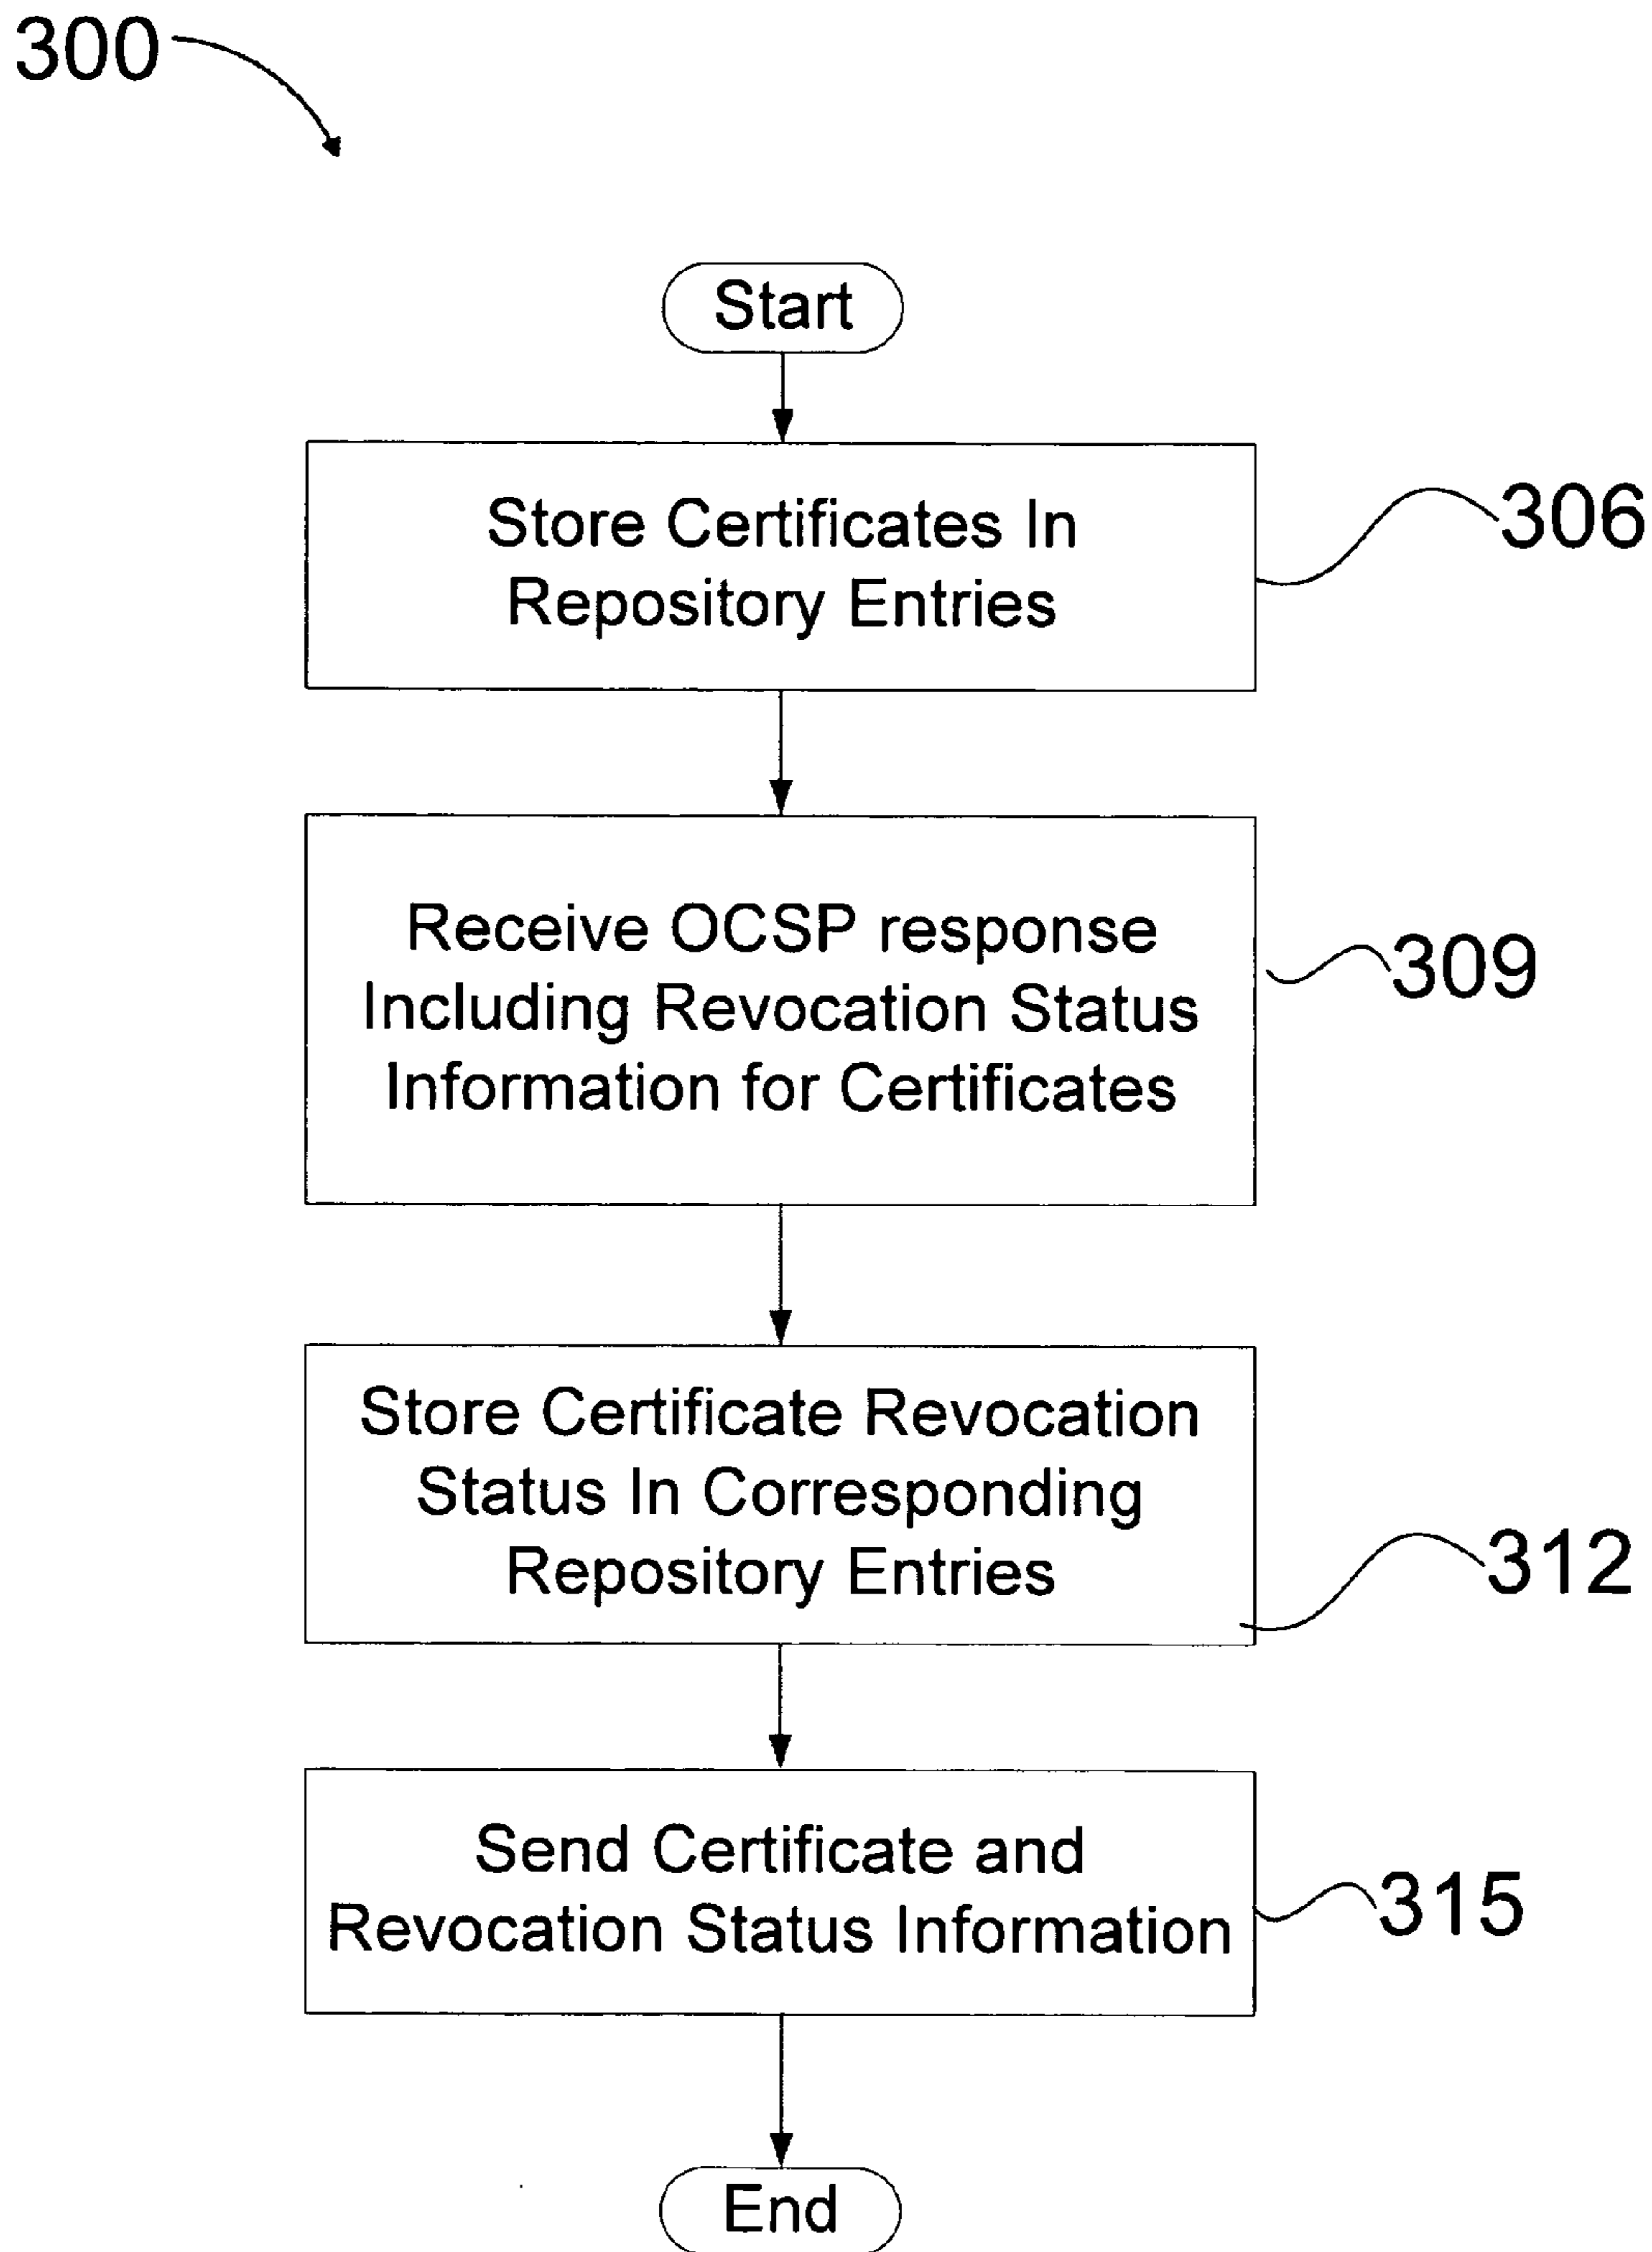 300
Start
Store Certificates In
Repository Entries
306
Receive OCSP response
Including Revocation Status
Information for Certificates
309
Store Certificate Revocation
Status In Corresponding
Repository Entries
312
Send Certificate and
Revocation Status Information
315
End